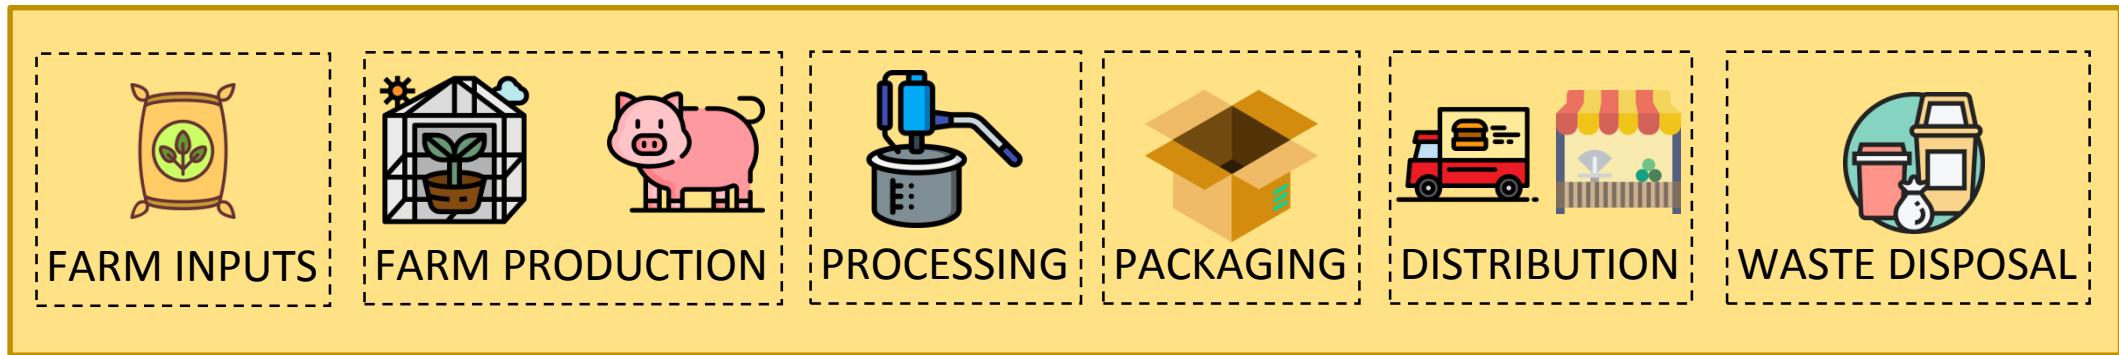 FARM INPUTS
FARM PRODUCTION
PROCESSING
PACKAGING
DISTRIBUTION
WASTE DISPOSAL